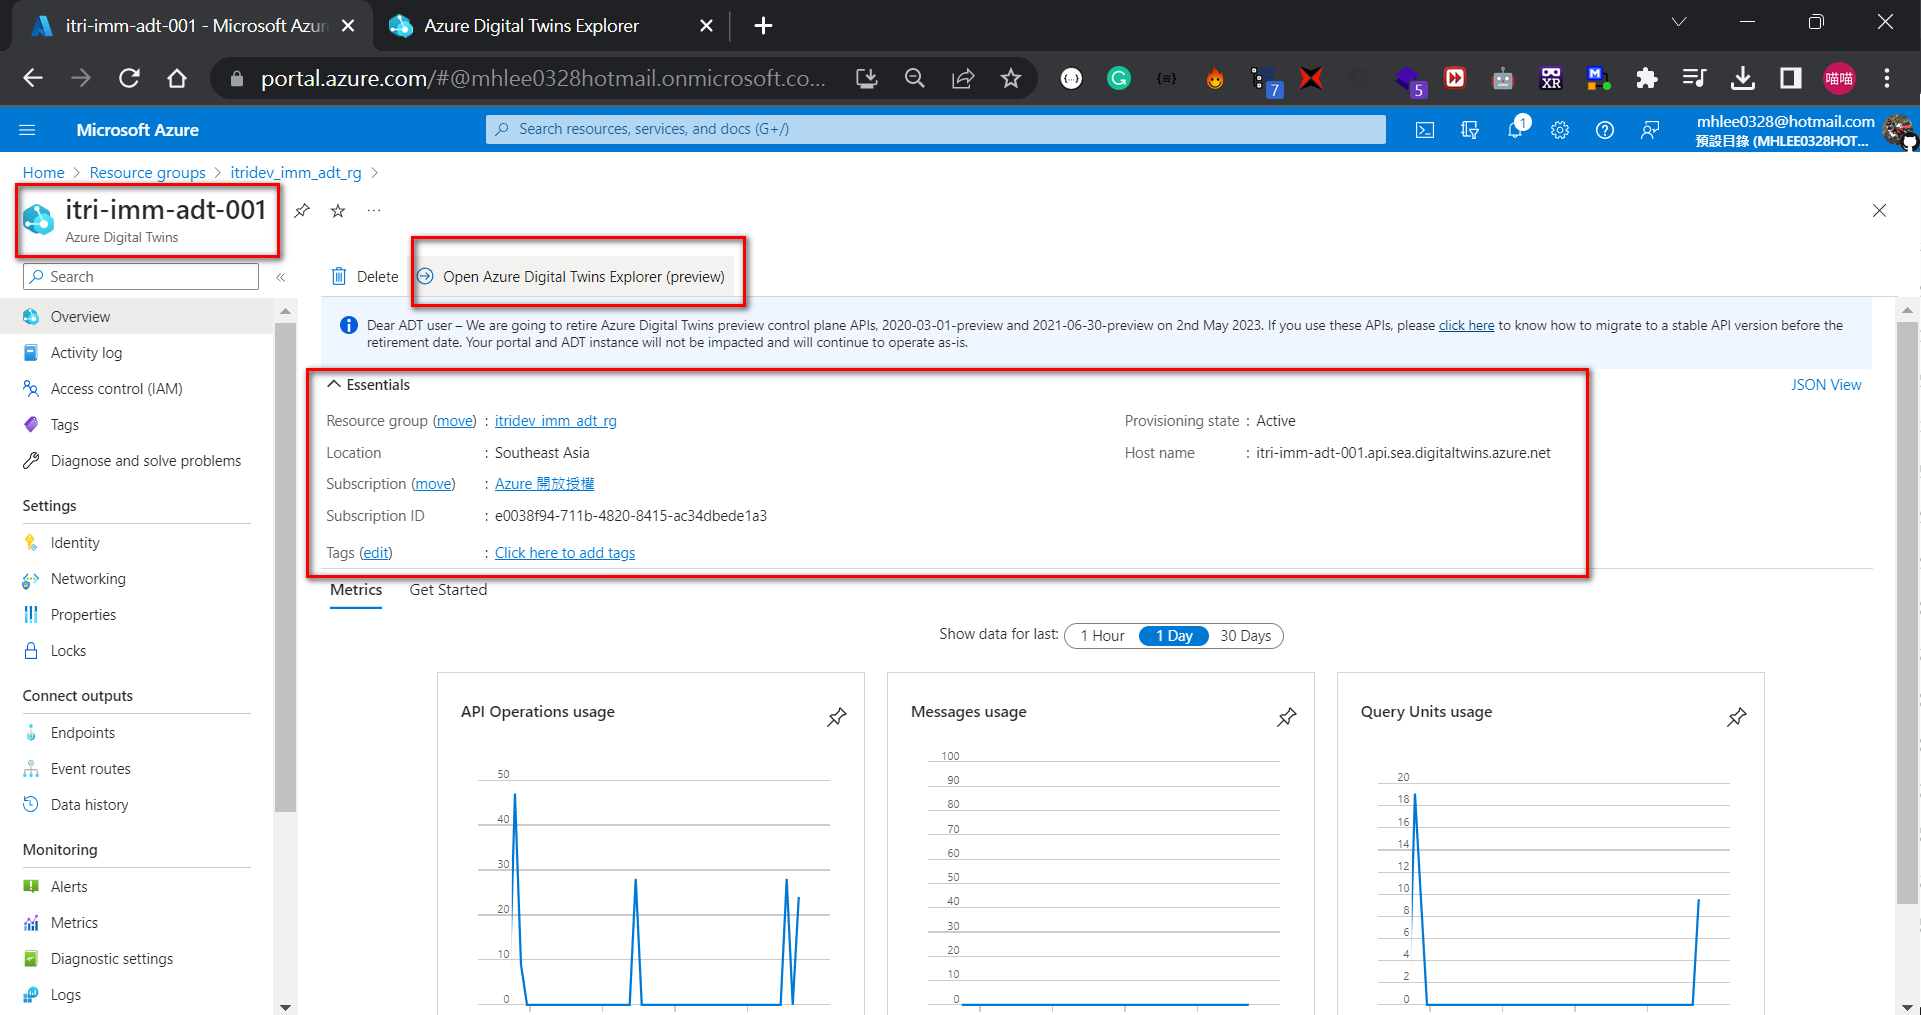 itri-imm-adt-001 - Microsoft Azur
Azure Digital Twins Explorer
portal.azure.com/#@mhlee0328hotmail.onmicrosoft.co...
7
5
XR
M
喵喵
Microsoft Azure
Search resources, services, and docs (G+/)
1
mhlee0328@hotmail.com
預設目錄 (MHLEE0328HOT...
Home > Resource groups > itridev_imm_adt_rg >
itri-imm-adt-001
...
Azure Digital Twins
Search
«
Delete
Open Azure Digital Twins Explorer (preview)
Dear ADT user – We are going to retire Azure Digital Twins preview control plane APIs, 2020-03-01-preview and 2021-06-30-preview on 2nd May 2023. If you use these APIs, please click here to know how to migrate to a stable API version before the
retirement date. Your portal and ADT instance will not be impacted and will continue to operate as-is.
Overview
Activity log
Access control (IAM)
Tags
Diagnose and solve problems
Settings
Identity
Networking
Properties
Locks
Connect outputs
Endpoints
Event routes
Data history
Monitoring
Alerts
Metrics
Diagnostic settings
Logs
Essentials
JSON View
Resource group (move) : itridev_imm_adt_rg
Location : Southeast Asia
Subscription (move) : Azure 開放授權
Subscription ID : e0038f94-711b-4820-8415-ac34dbede1a3
Tags (edit) : Click here to add tags
Provisioning state : Active
Host name : itri-imm-adt-001.api.sea.digitaltwins.azure.net
Metrics
Get Started
Show data for last:
1 Hour
1 Day
30 Days
API Operations usage
50
40
30
20
10
0
Messages usage
100
90
80
70
60
50
40
30
20
10
0
Query Units usage
20
18
16
14
12
10
8
6
4
2
0